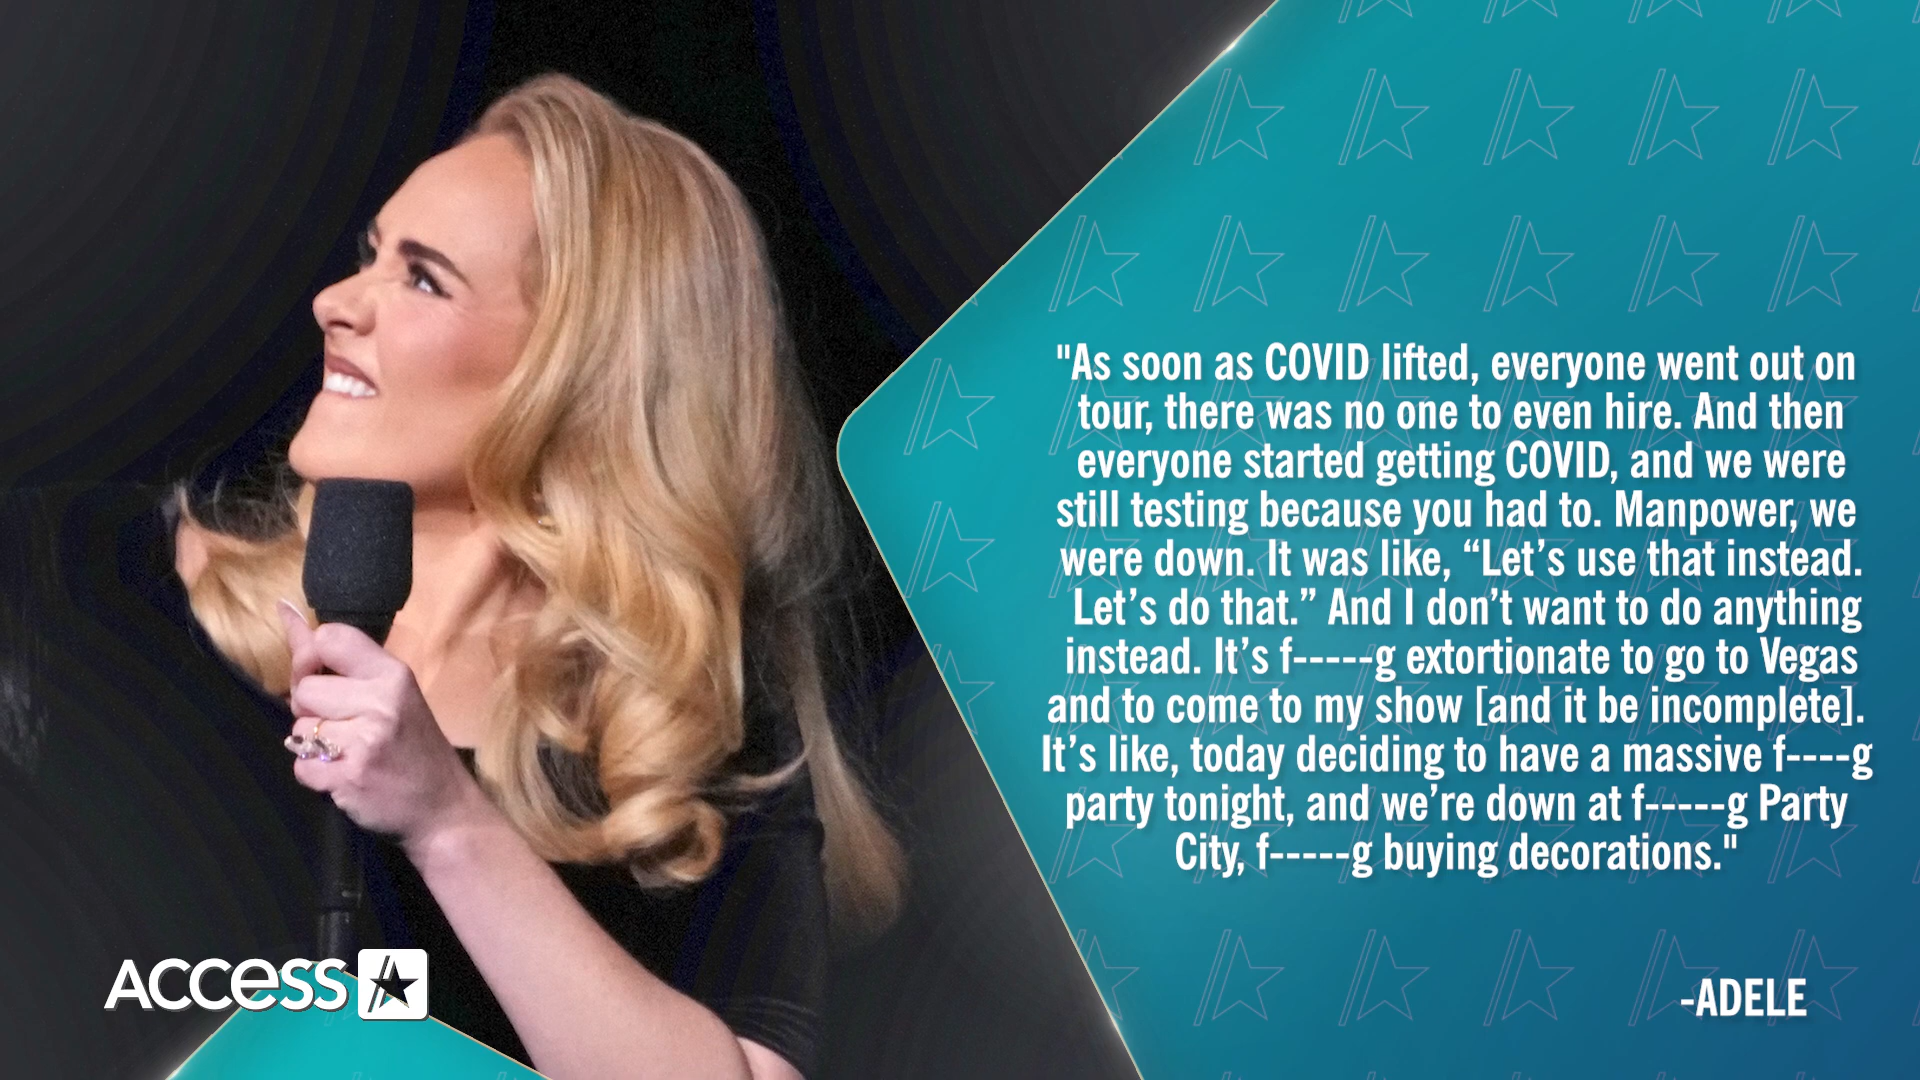 "As soon as COVID lifted, everyone went out on
tour, there was no one to even hire. And then
everyone started getting COVID, and we were
still testing because you had to. Manpower, we
were down. It was like, “Let’s use that instead.
Let’s do that.” And I don’t want to do anything
instead. It’s f-----g extortionate to go to Vegas
and to come to my show [and it be incomplete].
It’s like, today deciding to have a massive f----g
party tonight, and we’re down at f-----g Party
City, f-----g buying decorations."
-ADELE
ACCESS